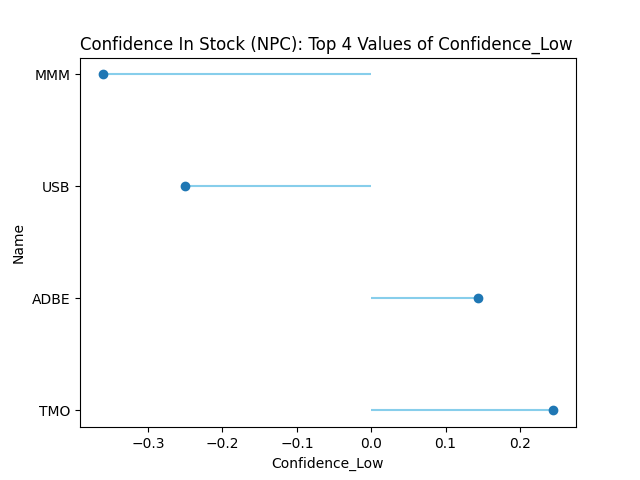 Confidence In Stock (NPC): Top 4 Values of Confidence_Low
MMM
USB
ADBE
TMO
Name
−0.3
−0.2
−0.1
0.0
0.1
0.2
Confidence_Low